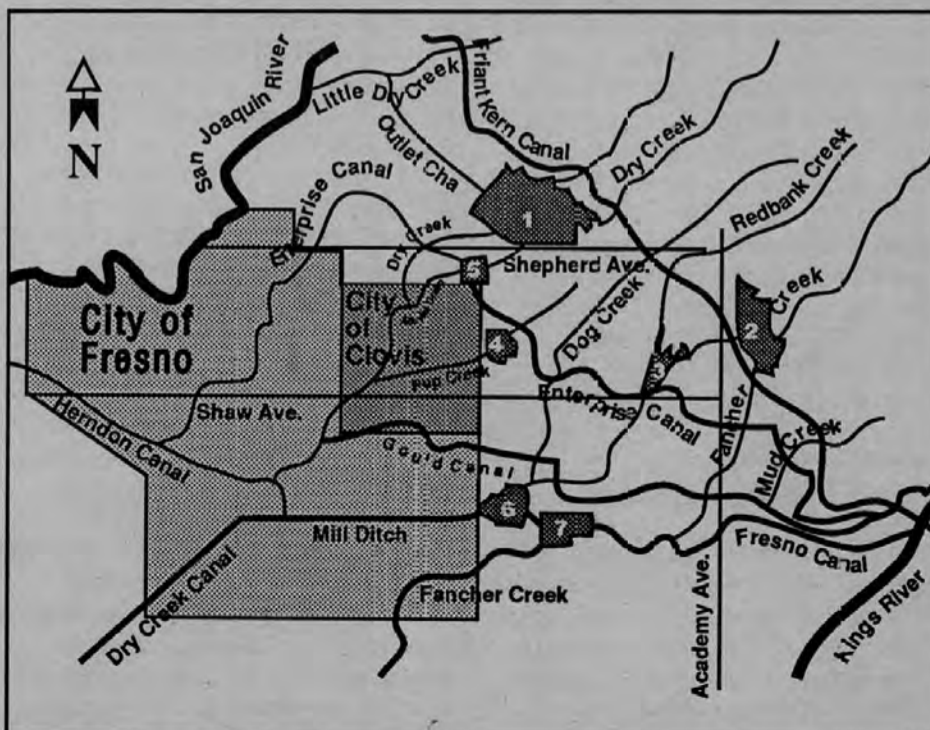 San Joaquin River
Little Dry Creek
Friant Kern Canal
Outlet Cha
Dry Creek
Redbank Creek
N
Enterprise Canal
1
Dry Creek
Shepherd Ave.
5
City of
Fresno
City
of
Clovis
4
Dog Creek
2
Creek
3
Pup Creek
Enterprise Canal
Shaw Ave.
Herndon Canal
Fancher
Gould Canal
Mud Creek
6
7
Mill Ditch
Fresno Canal
Dry Creek Canal
Fancher Creek
Academy Ave.
Kings River